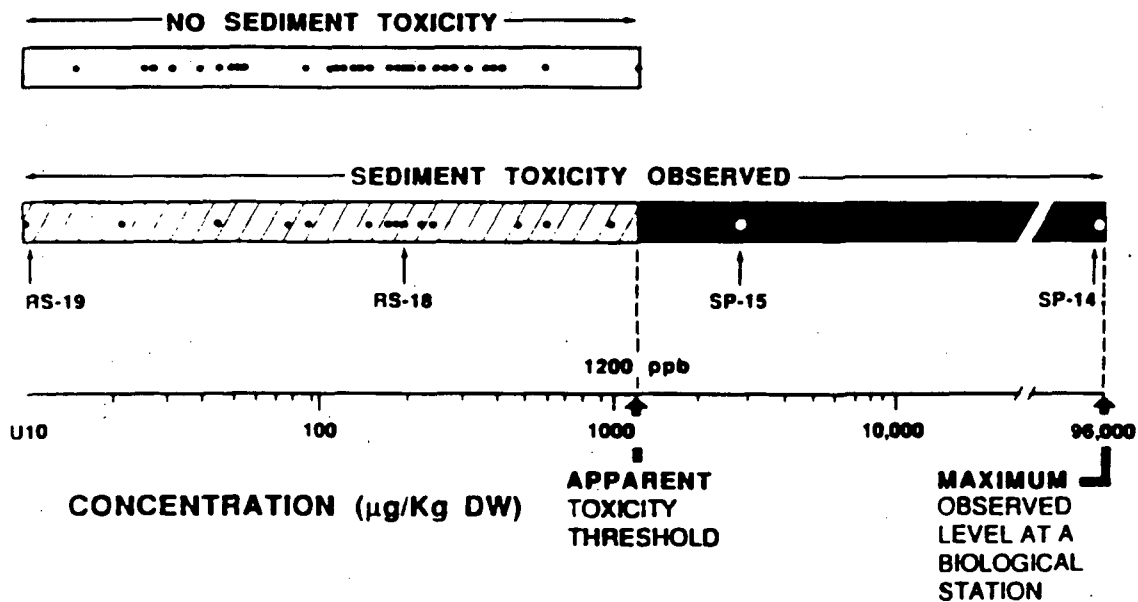 NO SEDIMENT TOXICITY
SEDIMENT TOXICITY OBSERVED
RS-19
RS-18
SP-15
SP-14
1200 ppb
U10
100
1000
10,000
96,000
CONCENTRATION (µg/Kg DW)
APPARENT
TOXICITY
THRESHOLD
MAXIMUM
OBSERVED
LEVEL AT A
BIOLOGICAL
STATION